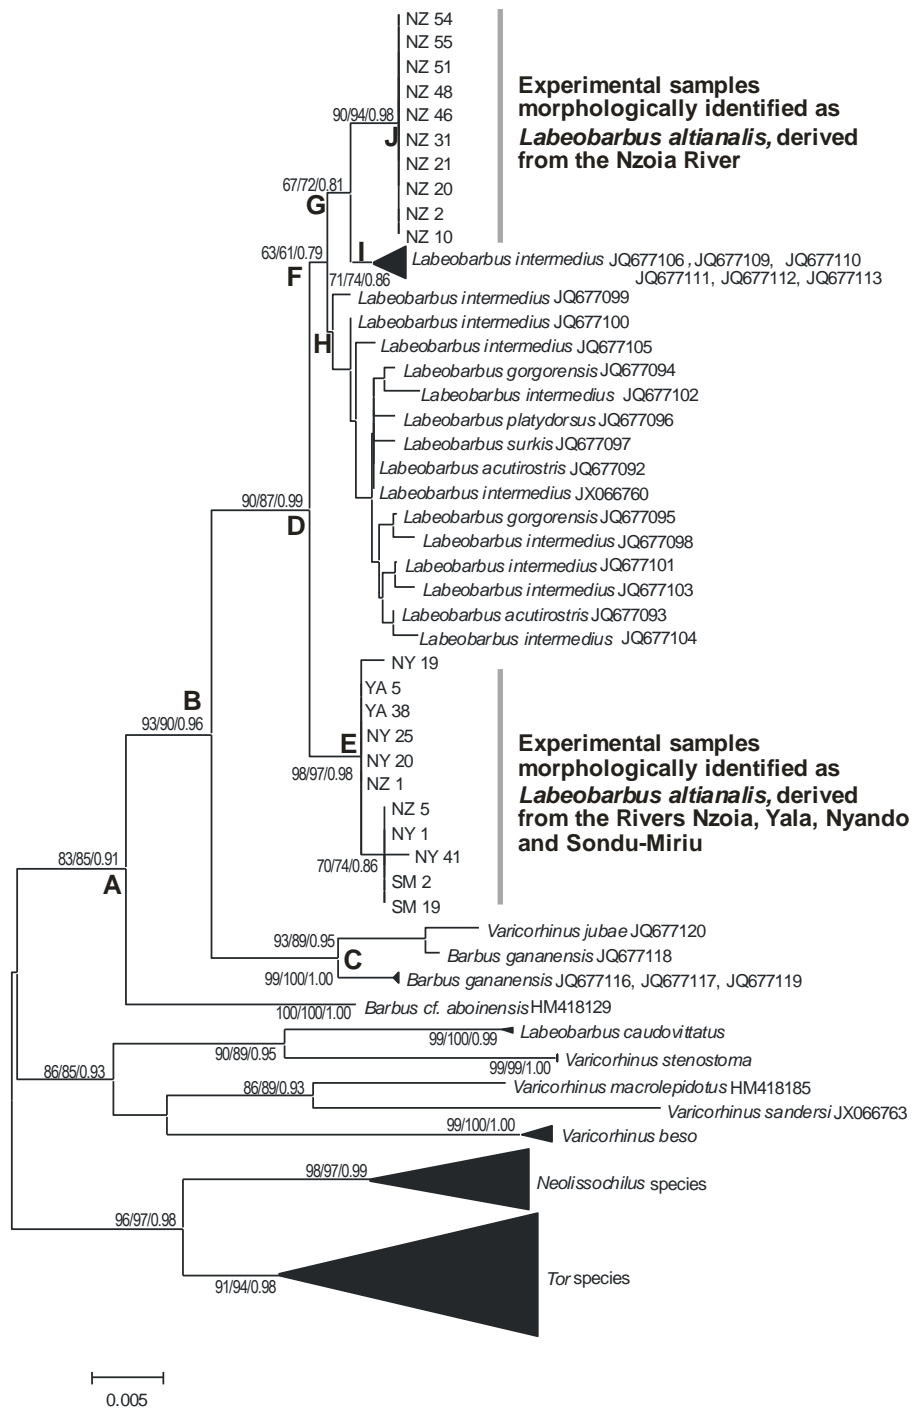 NZ 54
NZ 55
NZ 51
NZ 48
NZ 46
NZ 31
NZ 21
NZ 20
NZ 2
NZ 10
90/94/0.98
J
Experimental samples
morphologically identified as
Labeobarbus altianalis, derived
from the Nzoia River
67/72/0.81
G
I
Labeobarbus intermedius JQ677106 , JQ677109, JQ677110
JQ677111, JQ677112, JQ677113
63/61/0.79
F
71/74/0.86
Labeobarbus intermedius JQ677099
Labeobarbus intermedius JQ677100
H
Labeobarbus intermedius JQ677105
Labeobarbus gorgorensis JQ677094
Labeobarbus intermedius JQ677102
Labeobarbus platydorsus JQ677096
Labeobarbus surkis JQ677097
Labeobarbus acutirostris JQ677092
Labeobarbus intermedius JX066760
90/87/0.99
D
Labeobarbus gorgorensis JQ677095
Labeobarbus intermedius JQ677098
Labeobarbus intermedius JQ677101
Labeobarbus intermedius JQ677103
Labeobarbus acutirostris JQ677093
Labeobarbus intermedius JQ677104
NY 19
YA 5
YA 38
NY 25
NY 20
NZ 1
NZ 5
NY 1
NY 41
SM 2
SM 19
B
93/90/0.96
E
98/97/0.98
70/74/0.86
Experimental samples
morphologically identified as
Labeobarbus altianalis, derived
from the Rivers Nzoia, Yala, Nyando
and Sondu-Miriu
83/85/0.91
A
93/89/0.95
C
Varicorhinus jubae JQ677120
Barbus gananensis JQ677118
99/100/1.00
Barbus gananensis JQ677116, JQ677117, JQ677119
100/100/1.00
Barbus cf. aboinensis HM418129
99/100/0.99
Labeobarbus caudovittatus
90/89/0.95
99/99/1.00
Varicorhinus stenostoma
86/85/0.93
86/89/0.93
Varicorhinus macrolepidotus HM418185
Varicorhinus sandersi JX066763
99/100/1.00
Varicorhinus beso
98/97/0.99
Neolissochilus species
96/97/0.98
91/94/0.98
Tor species
0.005